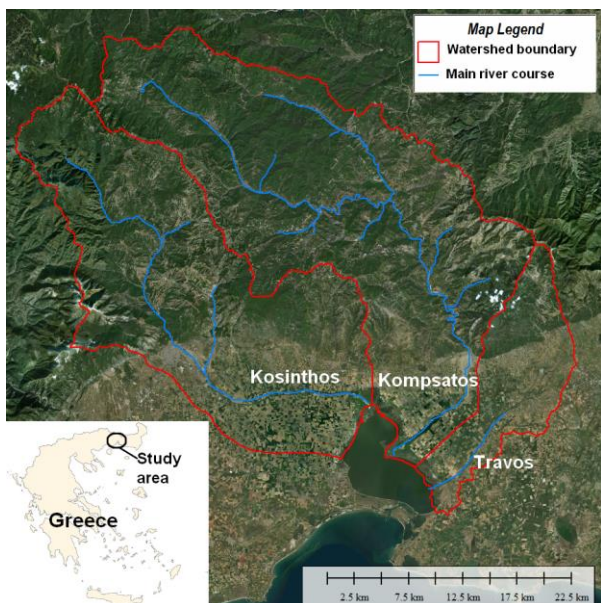 Map Legend
Watershed boundary
Main river course
Kosinthos
Kompsatos
Travos
Study
area
Greece
2.5 km 7.5 km 12.5 km 17.5 km 22.5 km